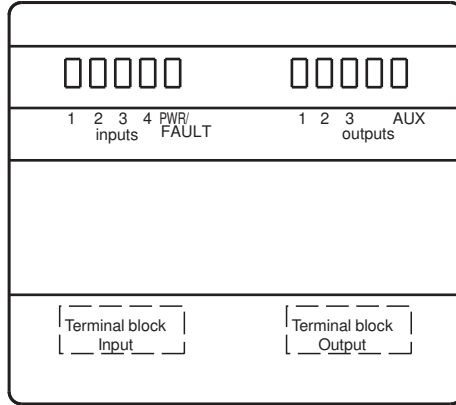 1 2 3 4 PWR/
inputs FAULT
1 2 3 AUX
outputs
Terminal block
Input
Terminal block
Output